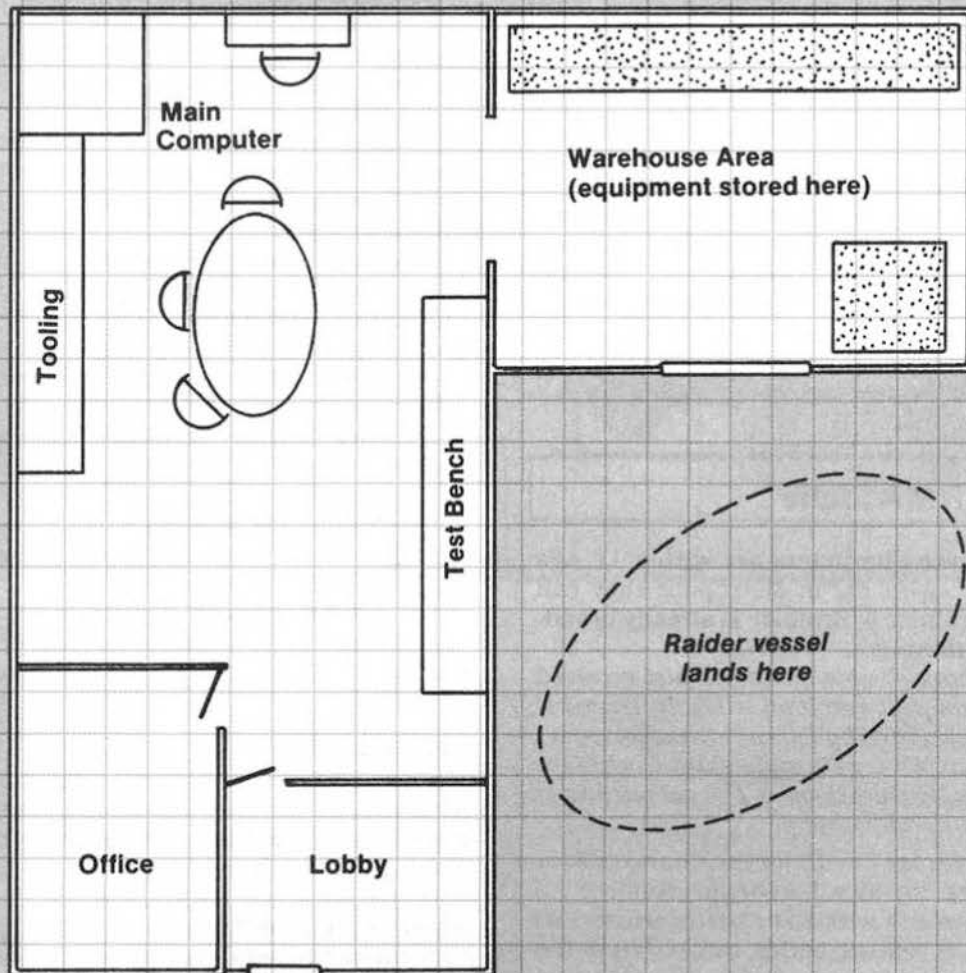 Main
Computer
Warehouse Area
(equipment stored here)
Tooling
Test Bench
Raider vessel
lands here
Office
Lobby